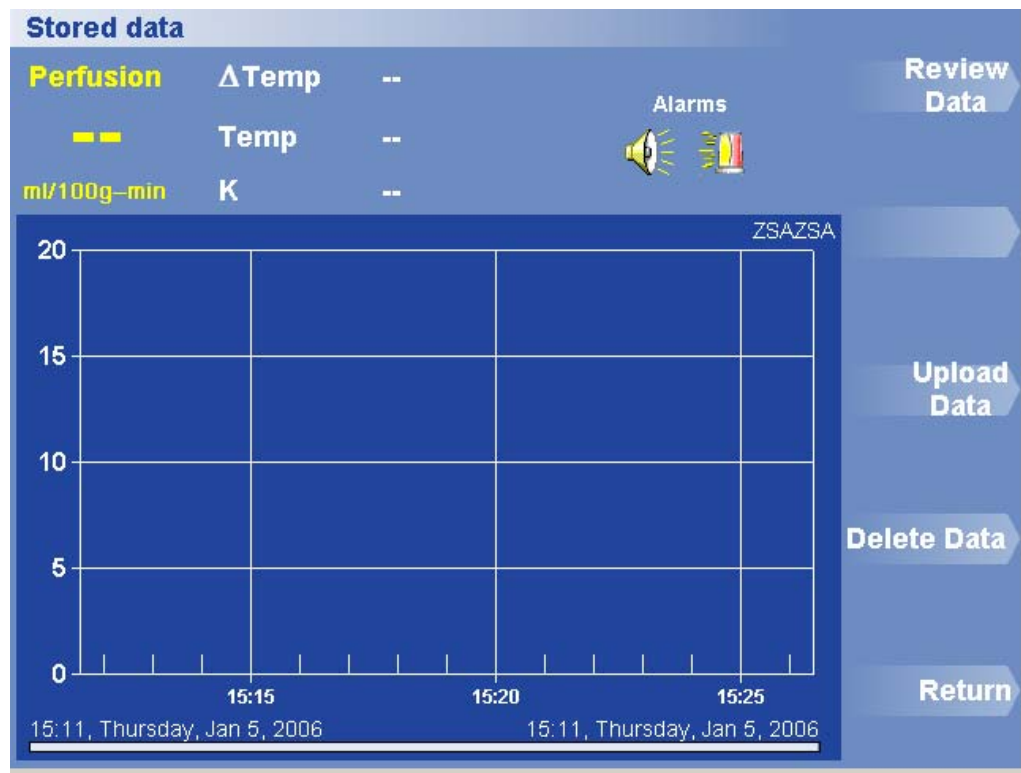 Stored data
Perfusion
--
ml/100g–min
ΔTemp --
Temp --
K --
Alarms
Review
Data
Upload
Data
Delete Data
Return
ZSAZSA
20
15
10
5
0
15:15 15:20 15:25
15:11, Thursday, Jan 5, 2006 15:11, Thursday, Jan 5, 2006